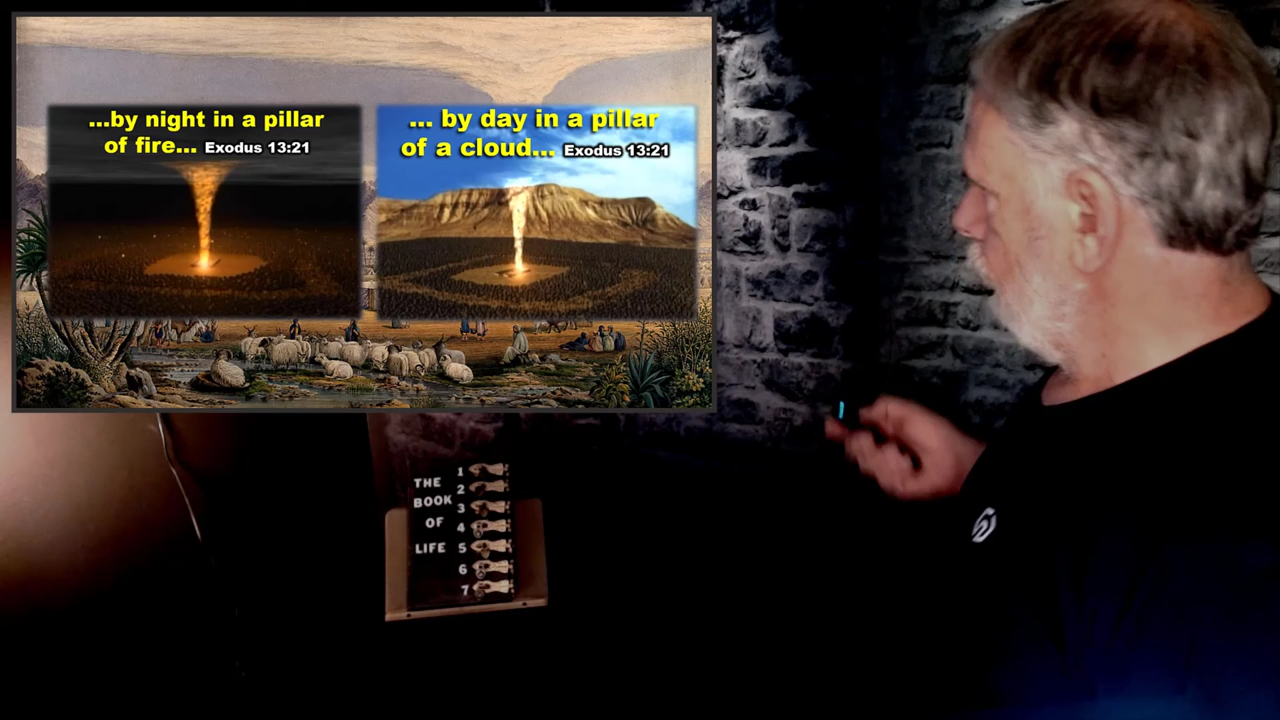 ...by night in a pillar
of fire... Exodus 13:21
... by day in a pillar
of a cloud... Exodus 13:21
THE
BOOK
OF
LIFE
1
2
3
4
5
6
7